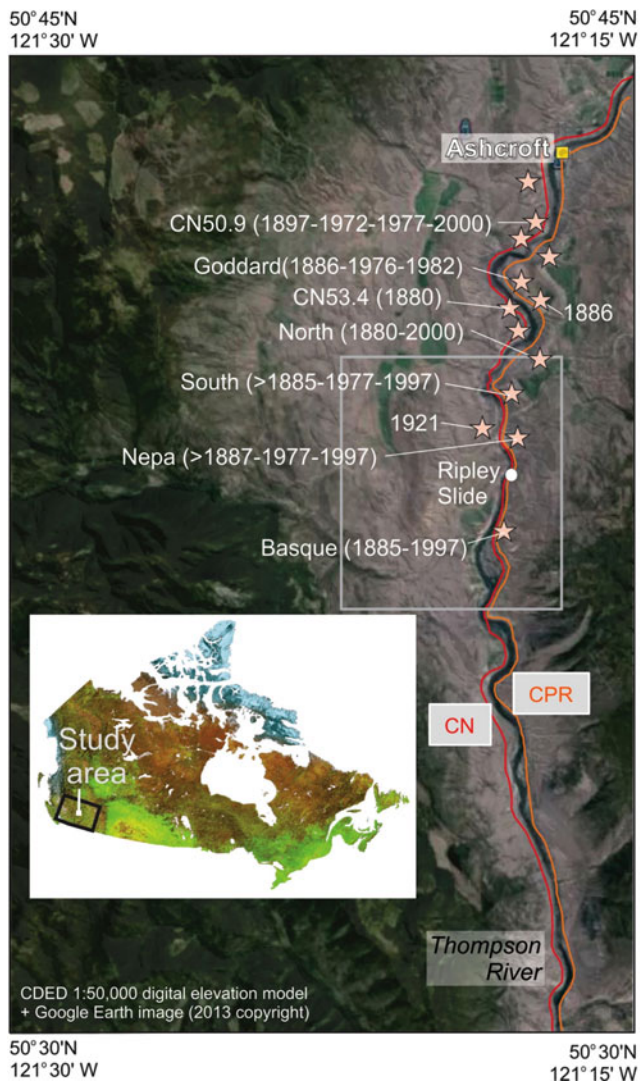 50°45'N
121°30' W
50°45'N
121°15' W
Ashcroft
CN50.9 (1897-1972-1977-2000)
Goddard(1886-1976-1982)
CN53.4 (1880)
1886
North (1880-2000)
South (>1885-1977-1997)
1921
Nepa (>1887-1977-1997)
Ripley
Slide
Basque (1885-1997)
Study
area
CN
CPR
Thompson
River
CDED 1:50,000 digital elevation model
+ Google Earth image (2013 copyright)
50°30'N
121°30' W
50°30'N
121°15' W